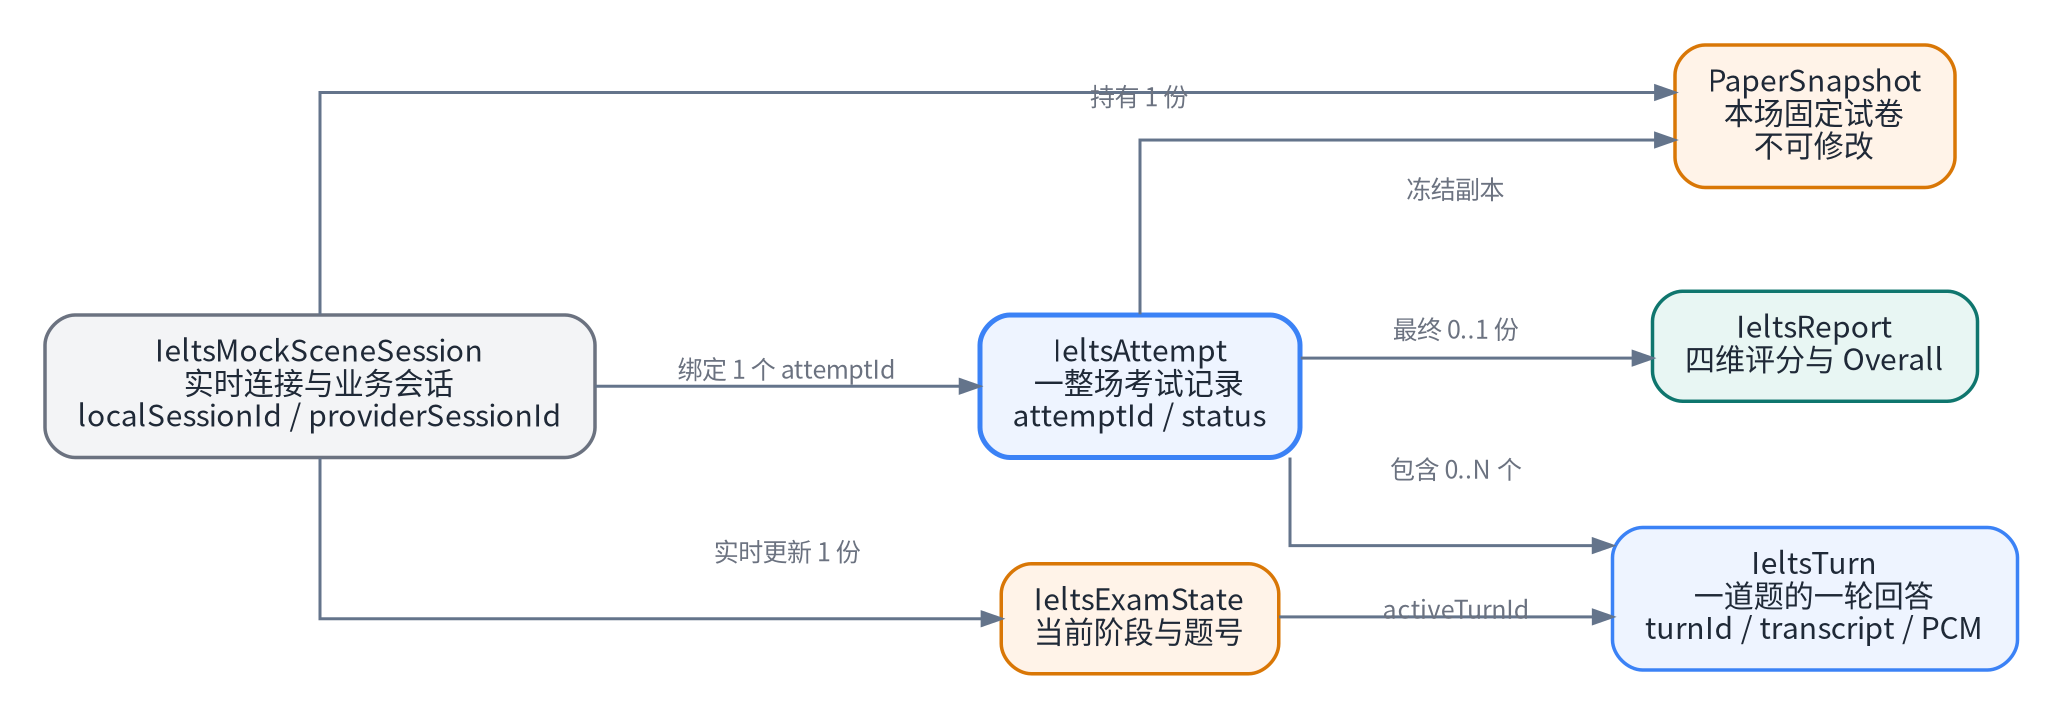 持有 1 份
PaperSnapshot
本场固定试卷
不可修改
冻结副本
IeltsMockSceneSession
实时连接与业务会话
localSessionId / providerSessionId
绑定 1 个 attemptId
IeltsAttempt
一整场考试记录
attemptId / status
最终 0..1 份
IeltsReport
四维评分与 Overall
包含 0..N 个
实时更新 1 份
IeltsExamState
当前阶段与题号
activeTurnId
IeltsTurn
一道题的一轮回答
turnId / transcript / PCM